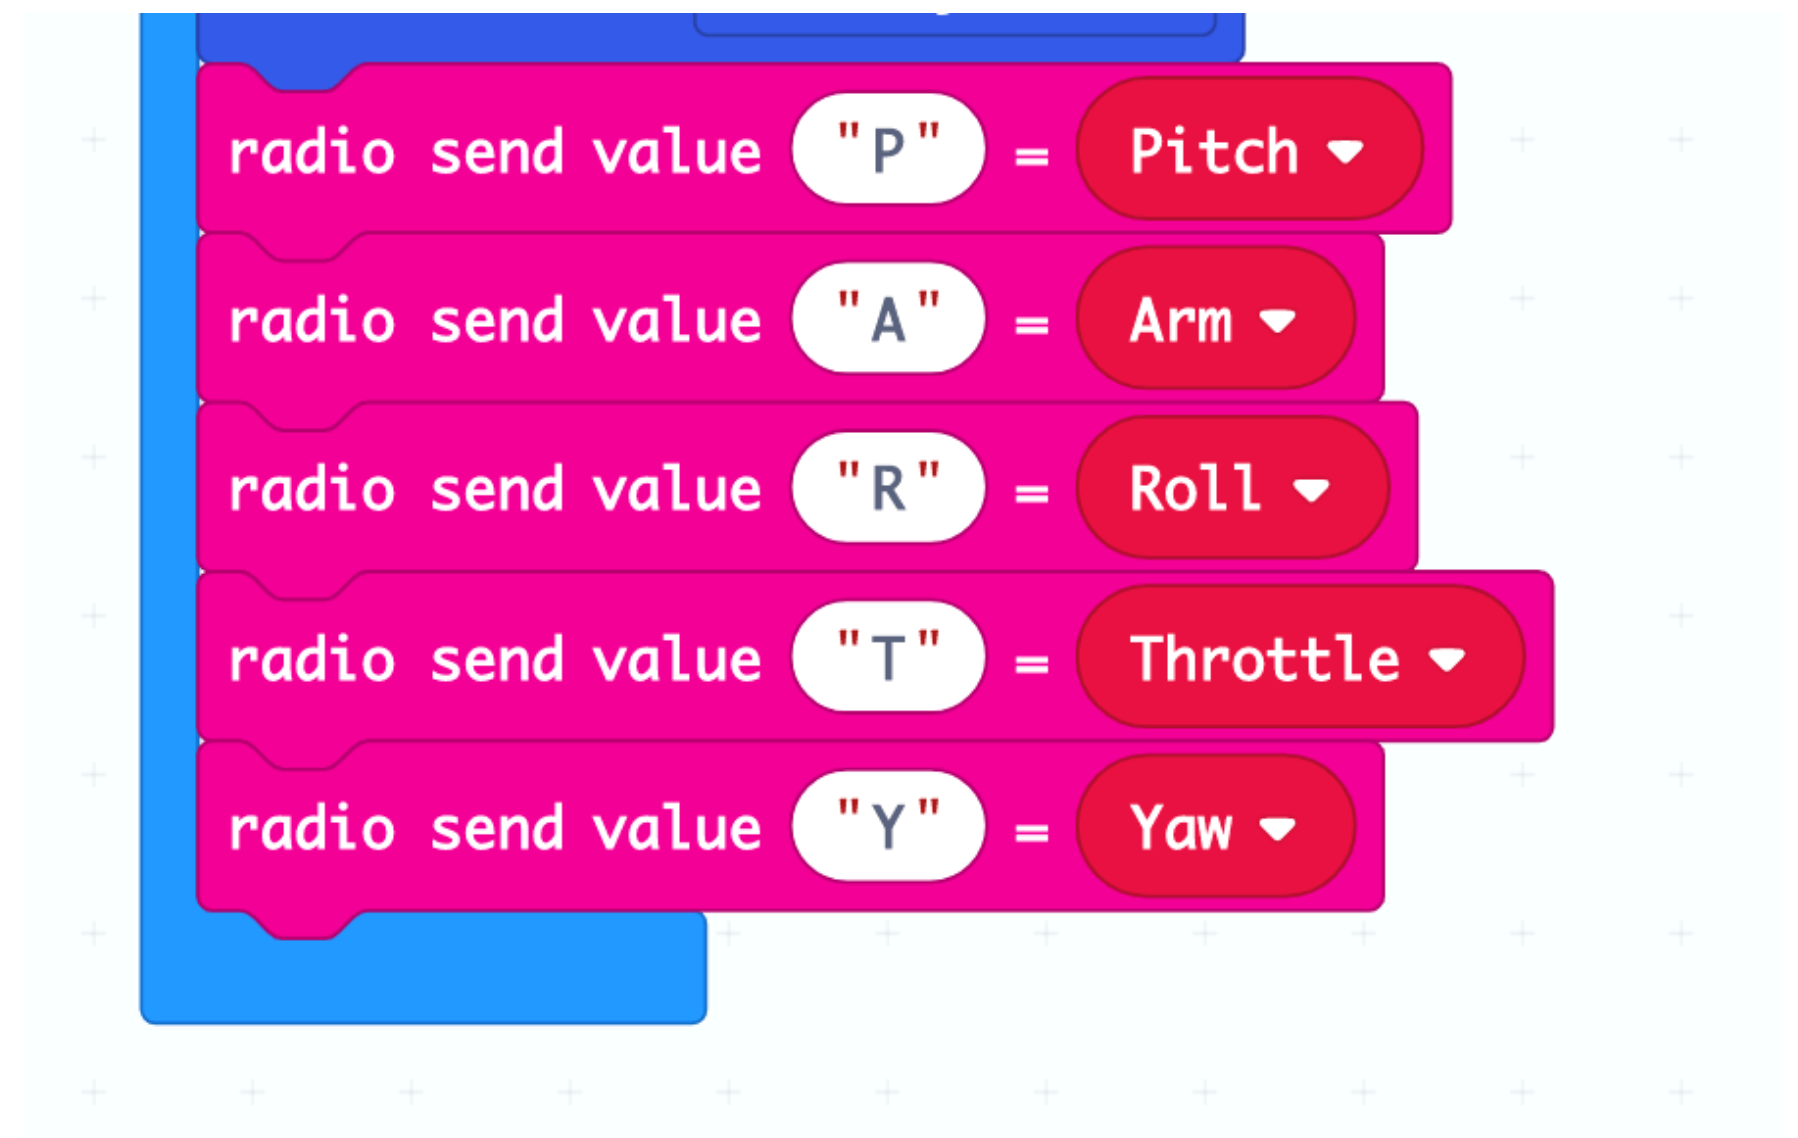 radio send value "P" = Pitch
radio send value "A" = Arm
radio send value "R" = Roll
radio send value "T" = Throttle
radio send value "Y" = Yaw